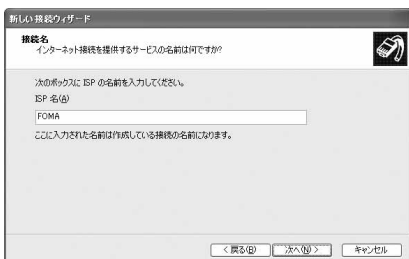 新しい接続ウィザード
接続名
インターネット接続を提供するサービスの名前は何ですか?
次のボックスに ISP の名前を入力してください。
ISP 名(A)
FOMA
ここに入力された名前は作成している接続の名前になります。
< 戻る(B)
次へ(N) >
キャンセル